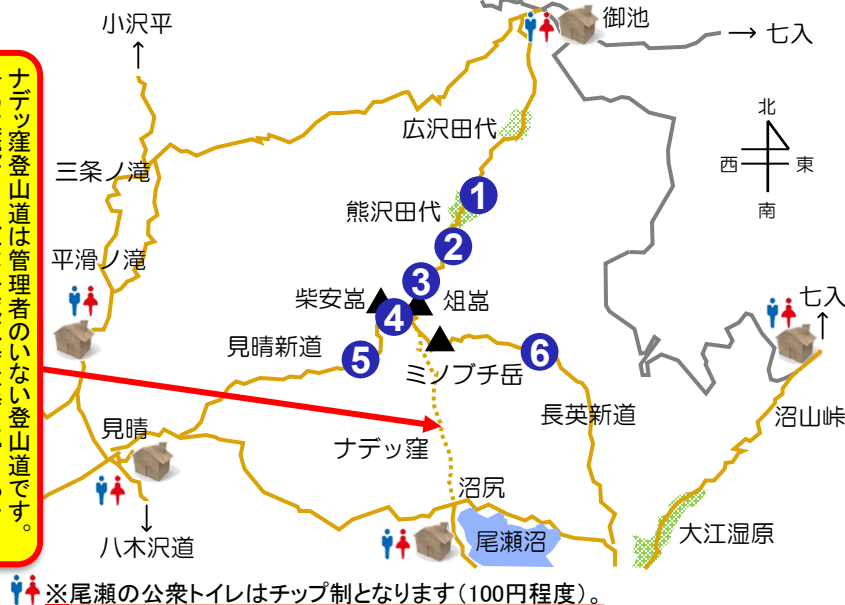 小沢平
↑
御池
→ 七入
広沢田代
北
西 東
南
三条ノ滝
熊沢田代
1
2
平滑ノ滝
3
柴安嵓
俎嵓
4
七入
↑
見晴新道
5
6
ミノブチ岳
長英新道
沼山峠
見晴
ナデッ窪
沼尻
尾瀬沼
大江湿原
↓
八木沢道
ナデッ窪登山道は管理者のいない登山道です。
※尾瀬の公衆トイレはチップ制となります(100円程度)。